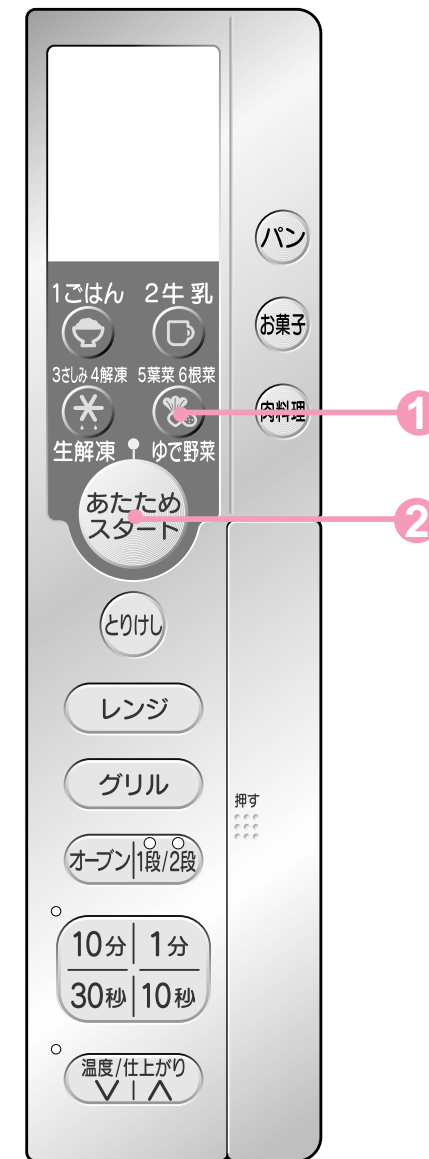 パン
1ごはん 2牛乳
お菓子
3さしみ 4解凍 5葉菜 6根菜
1
肉料理
生解凍 ゆで野菜
あたため
スタート
2
とりけし
レンジ
グリル
押す
オーブン 1段/2段
10分 1分
30秒 10秒
温度/仕上がり